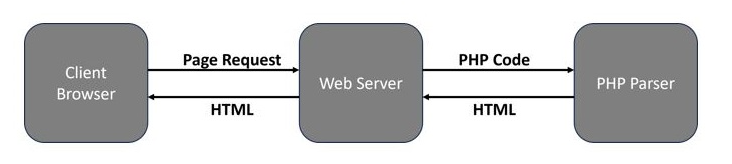 Client
Browser
Page Request
HTML
Web Server
PHP Code
HTML
PHP Parser